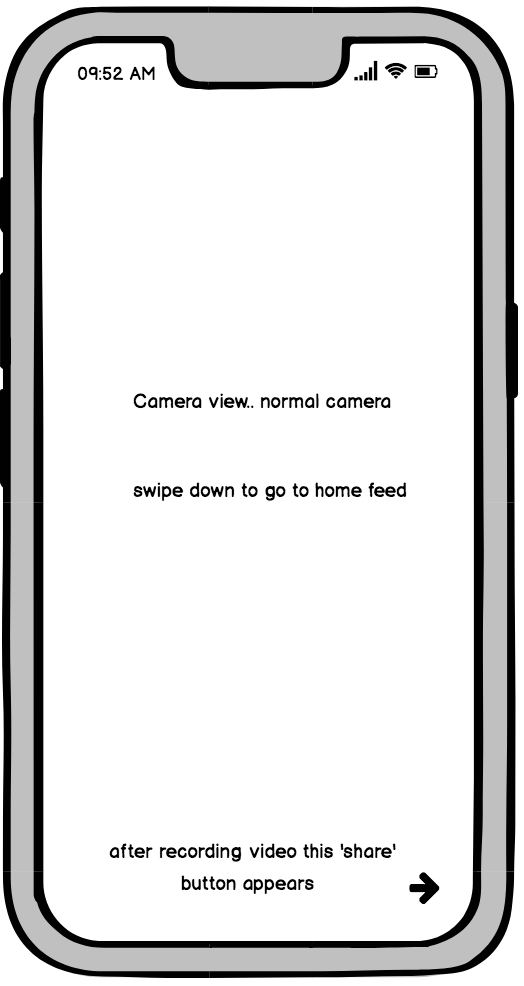 09:52 AM
Camera view.. normal camera
swipe down to go to home feed
after recording video this 'share'
button appears